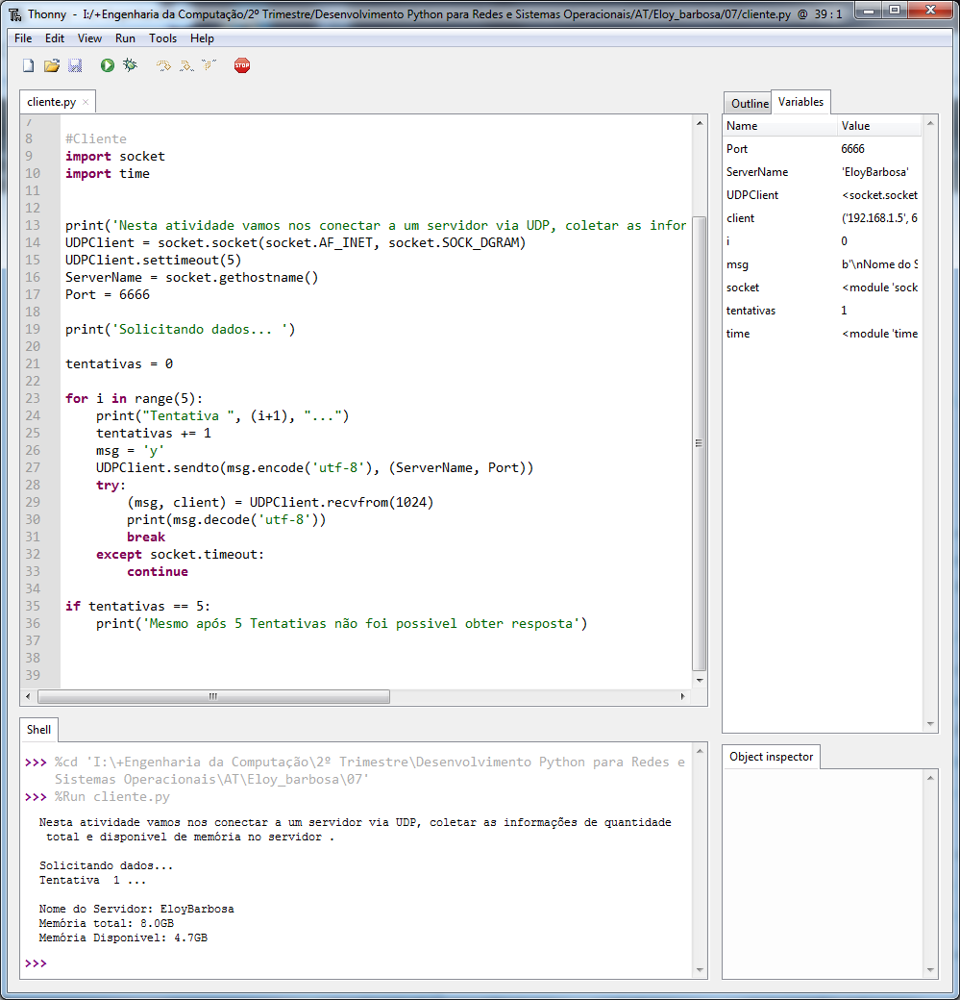 Thonny - I:/+Engenharia da Computação/2º Trimestre/Desenvolvimento Python para Redes e Sistemas Operacionais/AT/Eloy_barbosa/07/cliente.py @ 39 : 1
File Edit View Run Tools Help
STOP
cliente.py ×
7
8 #Cliente
9 import socket
10 import time
11
12
13 print('Nesta atividade vamos nos conectar a um servidor via UDP, coletar as infor
14 UDPClient = socket.socket(socket.AF_INET, socket.SOCK_DGRAM)
15 UDPClient.settimeout(5)
16 ServerName = socket.gethostname()
17 Port = 6666
18
19 print('Solicitando dados... ')
20
21 tentativas = 0
22
23 for i in range(5):
24 print("Tentativa ", (i+1), "...")
25 tentativas += 1
26 msg = 'y'
27 UDPClient.sendto(msg.encode('utf-8'), (ServerName, Port))
28 try:
29 (msg, client) = UDPClient.recvfrom(1024)
30 print(msg.decode('utf-8'))
31 break
32 except socket.timeout:
33 continue
34
35 if tentativas == 5:
36 print('Mesmo após 5 Tentativas não foi possivel obter resposta')
37
38
39
Shell
>>> %cd 'I:\+Engenharia da Computação\2º Trimestre\Desenvolvimento Python para Redes e
Sistemas Operacionais\AT\Eloy_barbosa\07'
>>> %Run cliente.py
Nesta atividade vamos nos conectar a um servidor via UDP, coletar as informações de quantidade
total e disponivel de memória no servidor .
Solicitando dados...
Tentativa  1 ...
Nome do Servidor: EloyBarbosa
Memória total: 8.0GB
Memória Disponivel: 4.7GB
>>>
Outline Variables
Name Value
Port 6666
ServerName 'EloyBarbosa'
UDPClient <socket.socket
client ('192.168.1.5', 6
i 0
msg b'\nNome do S
socket <module 'sock
tentativas 1
time <module 'time
Object inspector